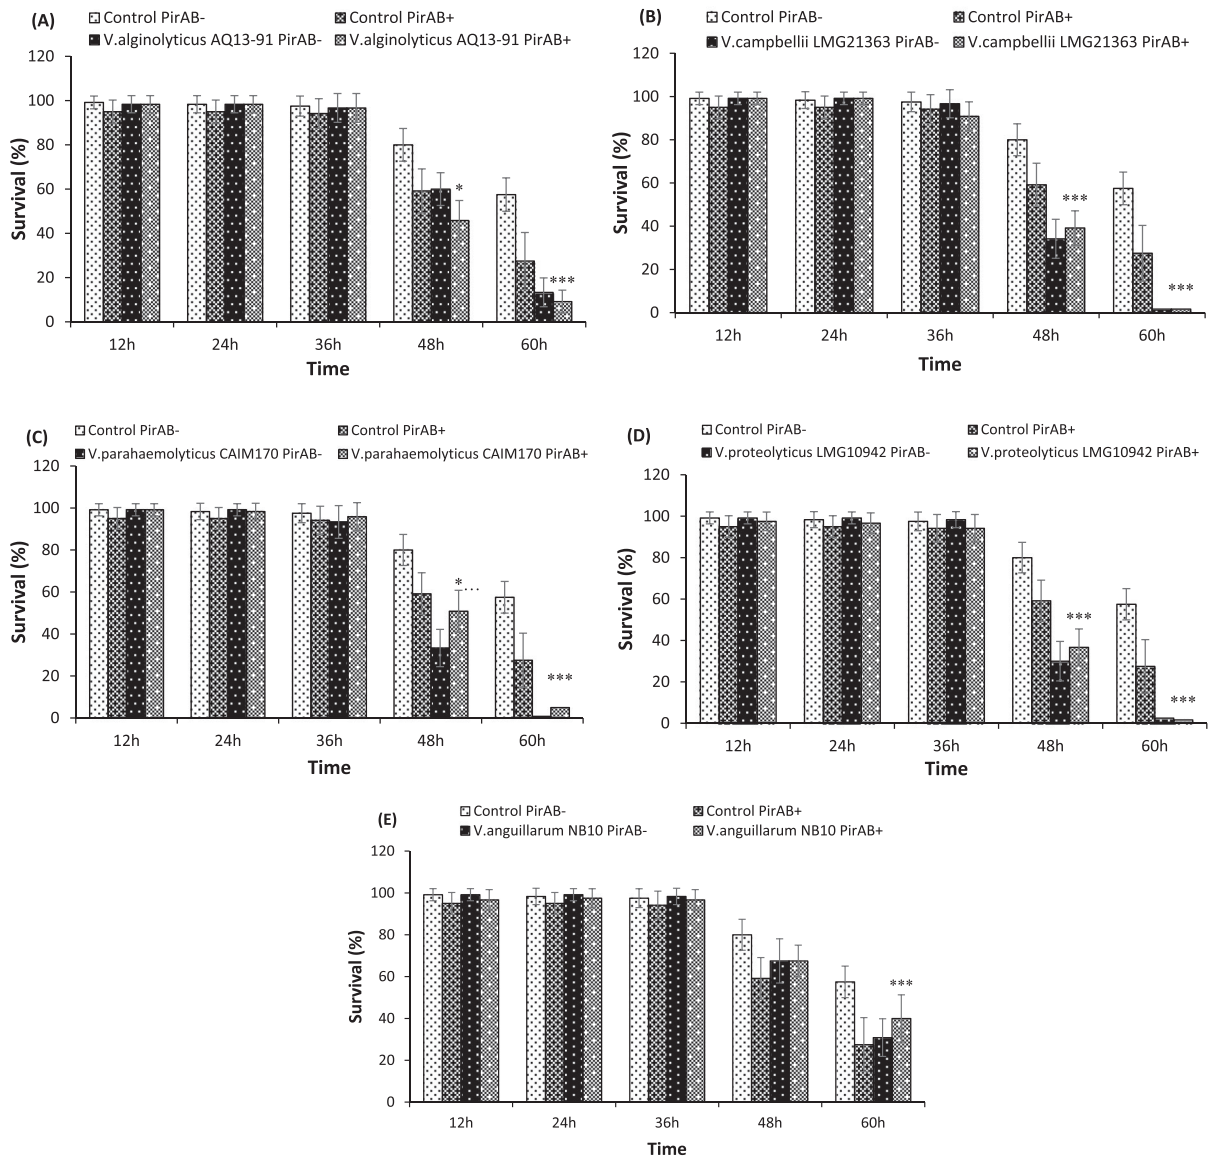 (A)
Control PirAB- Control PirAB+
V.alginolyticus AQ13-91 PirAB- V.alginolyticus AQ13-91 PirAB+
120
100
80
60
40
20
0
Survival (%)
*
***
12h 24h 36h 48h 60h
Time
(B)
Control PirAB- Control PirAB+
V.campbellii LMG21363 PirAB- V.campbellii LMG21363 PirAB+
120
100
80
60
40
20
0
Survival (%)
***
***
12h 24h 36h 48h 60h
Time
(C)
Control PirAB- Control PirAB+
V.parahaemolyticus CAIM170 PirAB- V.parahaemolyticus CAIM170 PirAB+
120
100
80
60
40
20
0
Survival (%)
*...
***
12h 24h 36h 48h 60h
Time
(D)
Control PirAB- Control PirAB+
V.proteolyticus LMG10942 PirAB- V.proteolyticus LMG10942 PirAB+
120
100
80
60
40
20
0
Survival (%)
***
***
12h 24h 36h 48h 60h
Time
(E)
Control PirAB- Control PirAB+
V.anguillarum NB10 PirAB- V.anguillarum NB10 PirAB+
120
100
80
60
40
20
0
Survival (%)
***
12h 24h 36h 48h 60h
Time